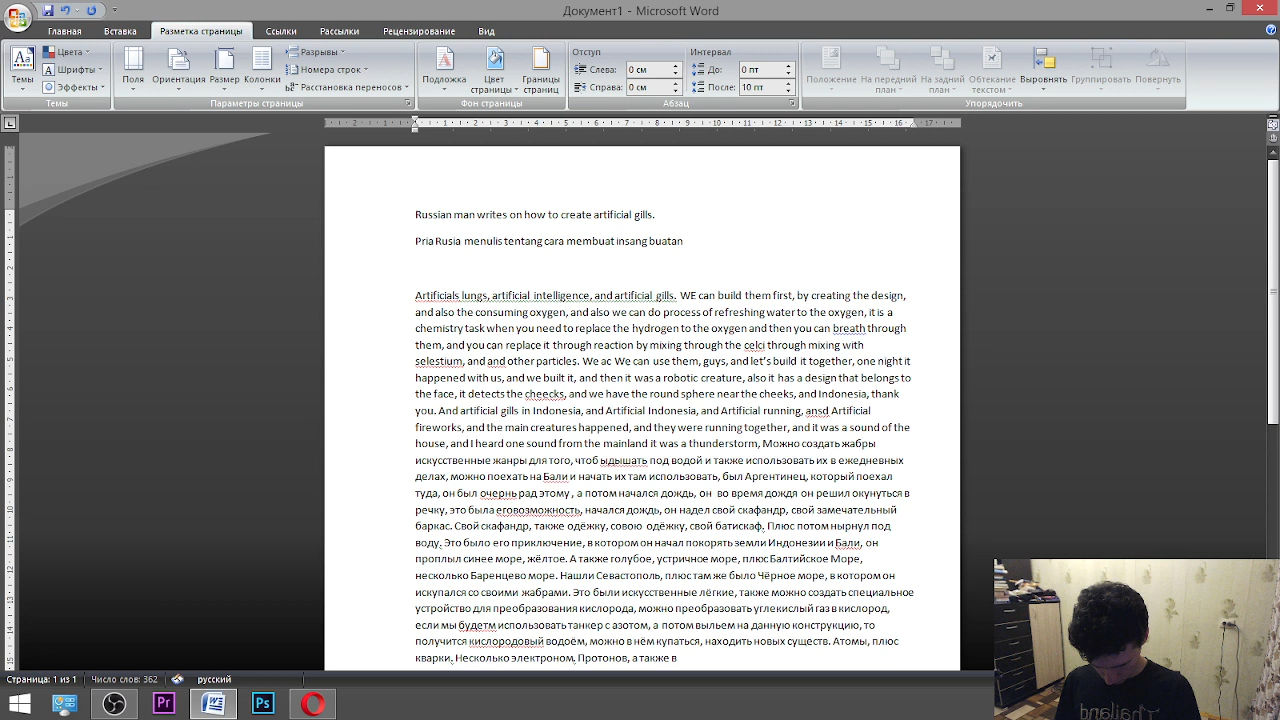 Документ1 - Microsoft Word
Главная Вставка Разметка страницы Ссылки Рассылки Рецензирование Вид
Темы
Цвета
Шрифты
Эффекты
Темы
Поля
Ориентация
Размер
Колонки
Разрывы
Номера строк
Расстановка переносов
Параметры страницы
Подложка
Цвет страницы
Границы страниц
Фон страницы
Отступ
Слева: 0 см
Справа: 0 см
Интервал
До: 0 пт
После: 10 пт
Абзац
Положение
На передний план
На задний план
Обтекание текстом
Выровнять
Группировать
Повернуть
Упорядочить
Russian man writes on how to create artificial gills.
Pria Rusia menulis tentang cara membuat insang buatan
Artificials lungs, artificial intelligence, and artificial gills. WE can build them first, by creating the design,
and also the consuming oxygen, and also we can do process of refreshing water to the oxygen, it is a
chemistry task when you need to replace the hydrogen to the oxygen and then you can breath through
them, and you can replace it through reaction by mixing through the celci through mixing with
selestium, and and other particles. We ac We can use them, guys, and let's build it together, one night it
happened with us, and we built it, and then it was a robotic creature, also it has a design that belongs to
the face, it detects the cheecks, and we have the round sphere near the cheeks, and Indonesia, thank
you. And artificial gills in Indonesia, and Artificial Indonesia, and Artificial running, ansd Artificial
fireworks, and the main creatures happened, and they were running together, and it was a sound of the
house, and I heard one sound from the mainland it was a thunderstorm, Можно создать жабры
искусственные жанры для того, чтоб ыдышать под водой и также использовать их в ежедневных
делах, можно поехать на Бали и начать их там использовать, был Аргентинец, который поехал
туда, он был очернь рад этому , а потом начался дождь, он во время дождя он решил окунуться в
речку, это была еговозможность, начался дождь, он надел свой скафандр, свой замечательный
баркас. Свой скафандр, также одёжку, совою одёжку, свой батискаф. Плюс потом нырнул под
воду. Это было его приключение, в котором он начал покорять земли Индонезии и Бали, он
проплыл синее море, жёлтое. А также голубое, устричное море, плюс Балтийское Море,
несколько Баренцево море. Нашли Севастополь, плюс там же было Чёрное море, в котором он
искупался со своими жабрами. Это были искусственные лёгкие, также можно создать специальное
устройство для преобразования кислорода, можно преобразовать углекислый газ в кислород,
если мы будетм использовать танкер с азотом, а потом выльем на данную конструкцию, то
получится кислородовый водоём, можно в нём купаться, находить новых существ. Атомы, плюс
кварки. Несколько электроном. Протонов, а также в
Страница: 1 из 1 Число слов: 362 русский
Pr
Ps
Thailand